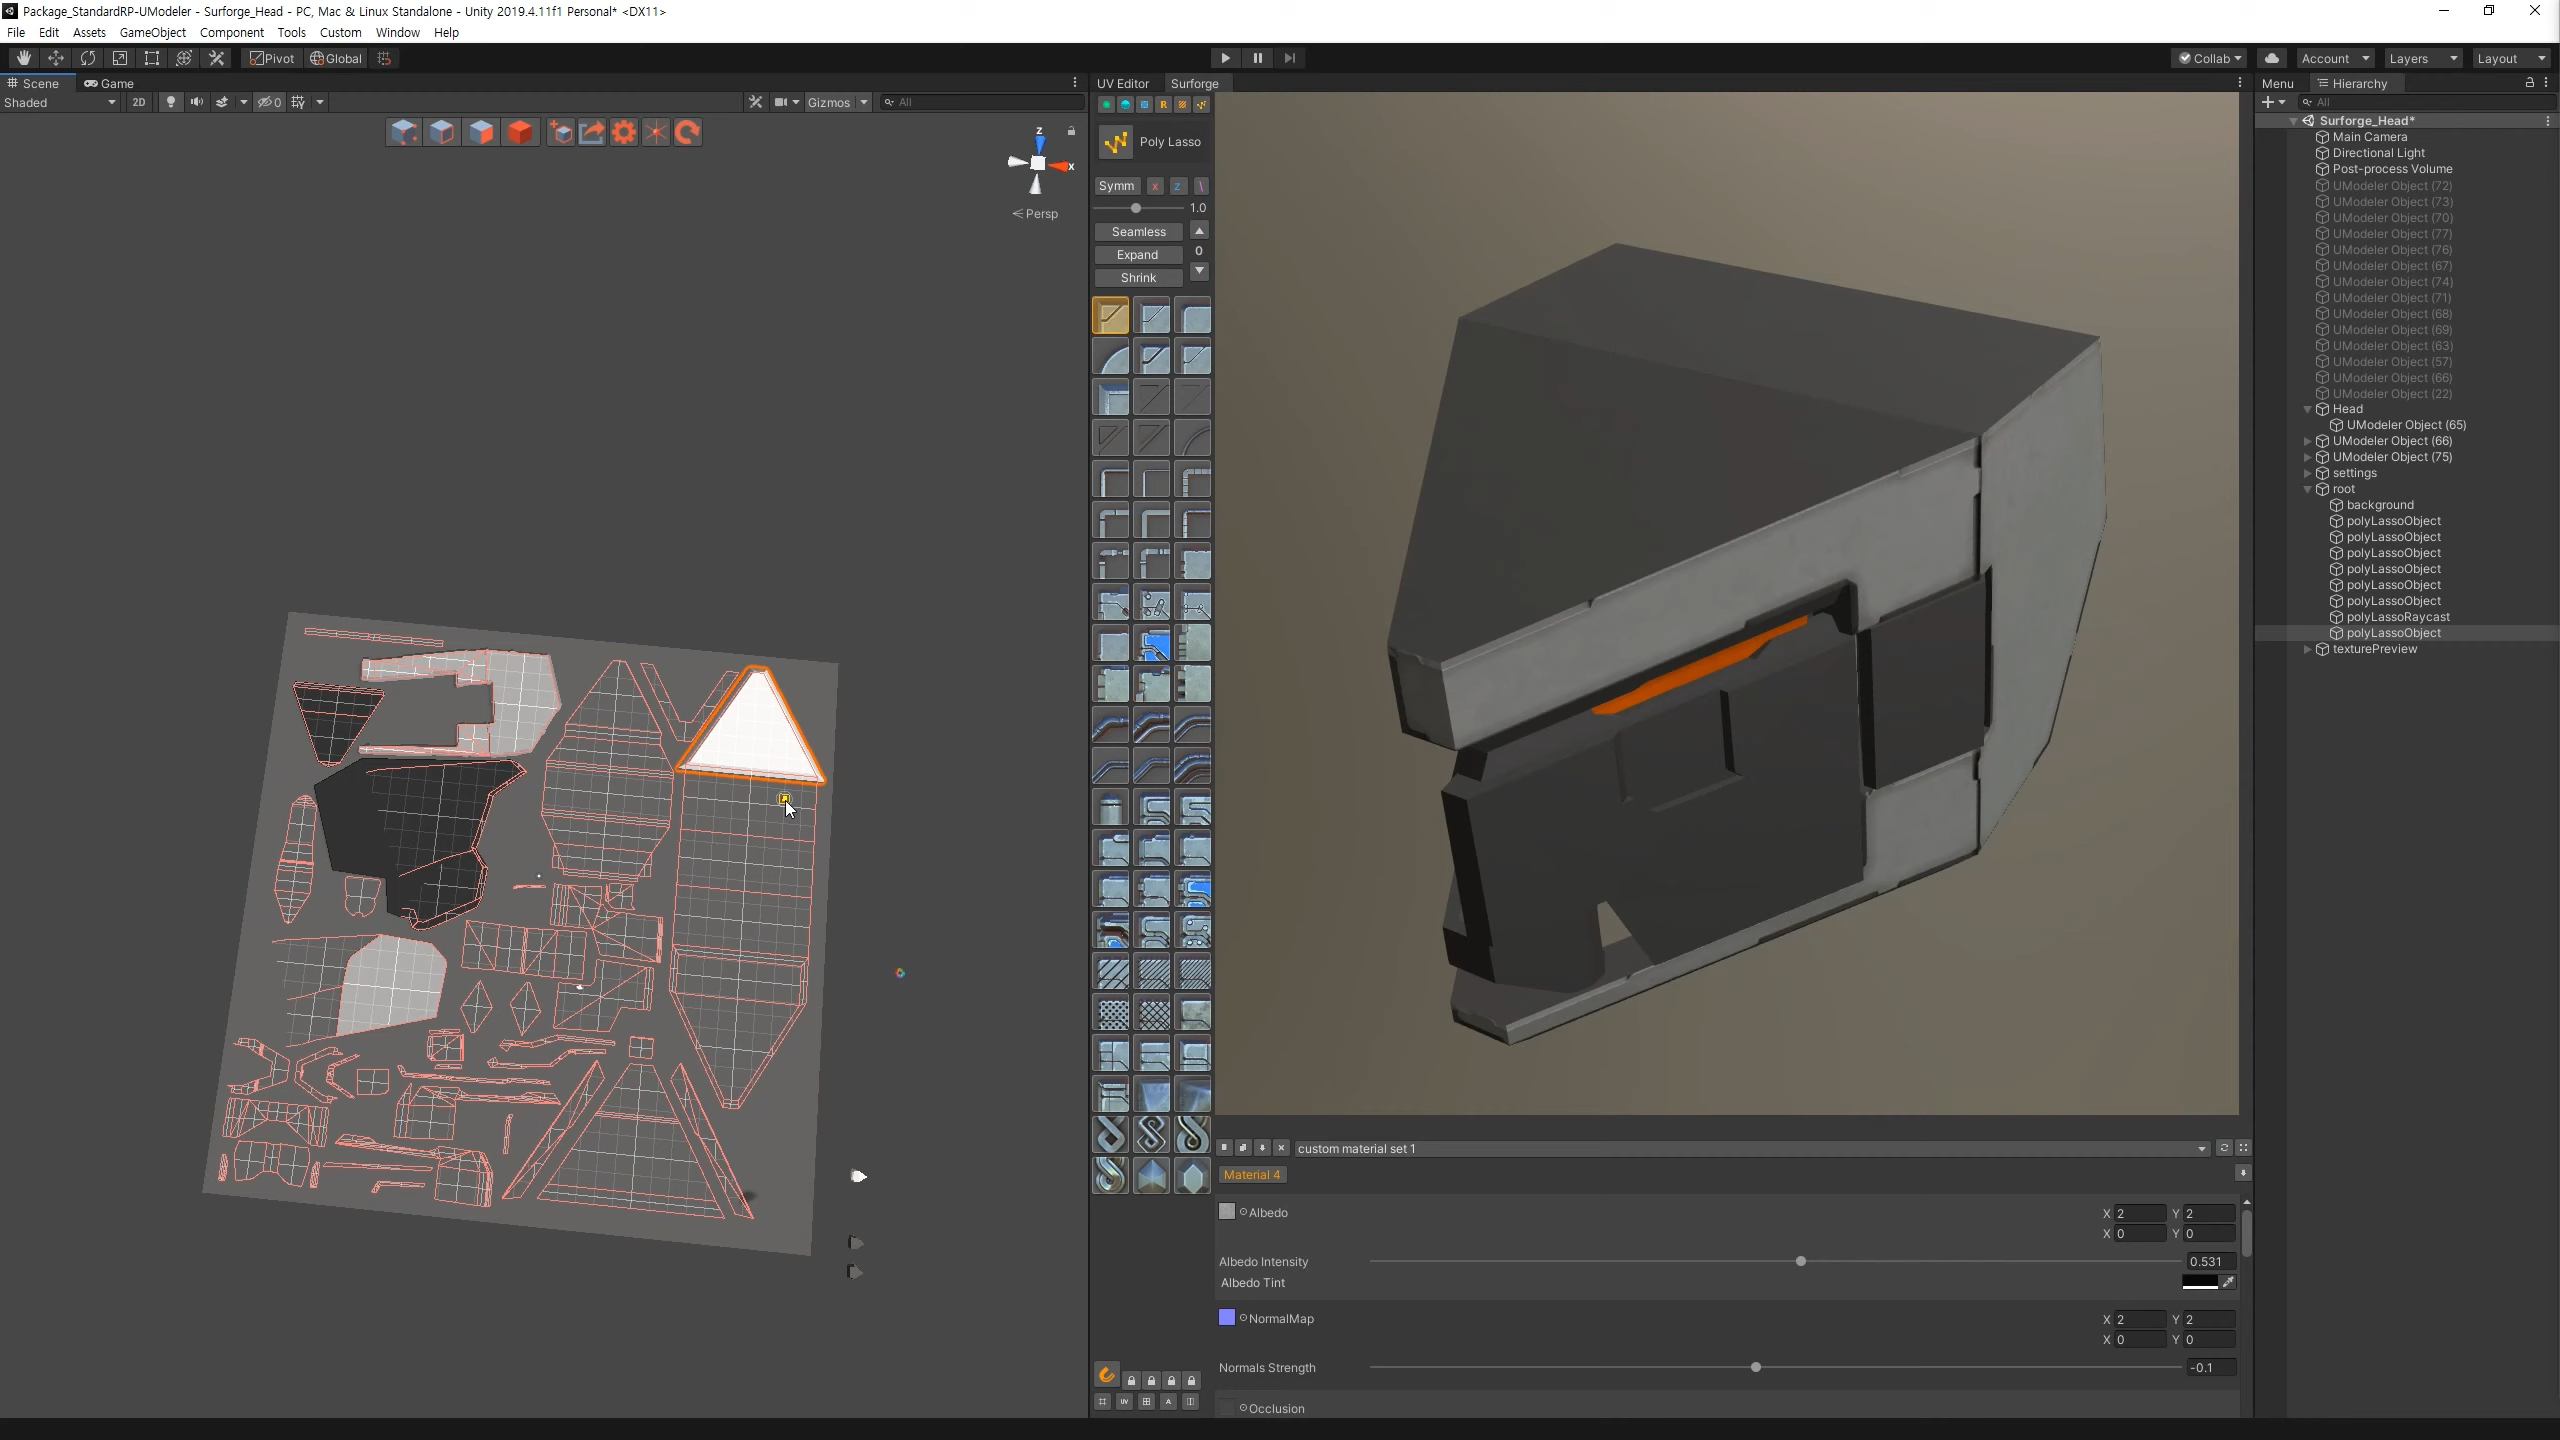 Package_StandardRP-UModeler - Surforge_Head - PC, Mac & Linux Standalone - Unity 2019.4.11f1 Personal* <DX11>
File Edit Assets GameObject Component Tools Custom Window Help
Pivot Global Collab Account Layers Layout
Scene Game
Shaded 2D 0 Gizmos All
z
x
Persp
UV Editor Surforge
R
Poly Lasso
Symm x z \
1.0
Seamless
Expand 0
Shrink
UV A
custom material set 1
Material 4
Albedo X 2 Y 2
X 0 Y 0
Albedo Intensity 0.531
Albedo Tint
NormalMap X 2 Y 2
X 0 Y 0
Normals Strength -0.1
Occlusion
Menu Hierarchy
All
Surforge_Head*
Main Camera
Directional Light
Post-process Volume
UModeler Object (72)
UModeler Object (73)
UModeler Object (70)
UModeler Object (77)
UModeler Object (76)
UModeler Object (67)
UModeler Object (74)
UModeler Object (71)
UModeler Object (68)
UModeler Object (69)
UModeler Object (63)
UModeler Object (57)
UModeler Object (66)
UModeler Object (22)
Head
UModeler Object (65)
UModeler Object (66)
UModeler Object (75)
settings
root
background
polyLassoObject
polyLassoObject
polyLassoObject
polyLassoObject
polyLassoObject
polyLassoObject
polyLassoRaycast
polyLassoObject
texturePreview